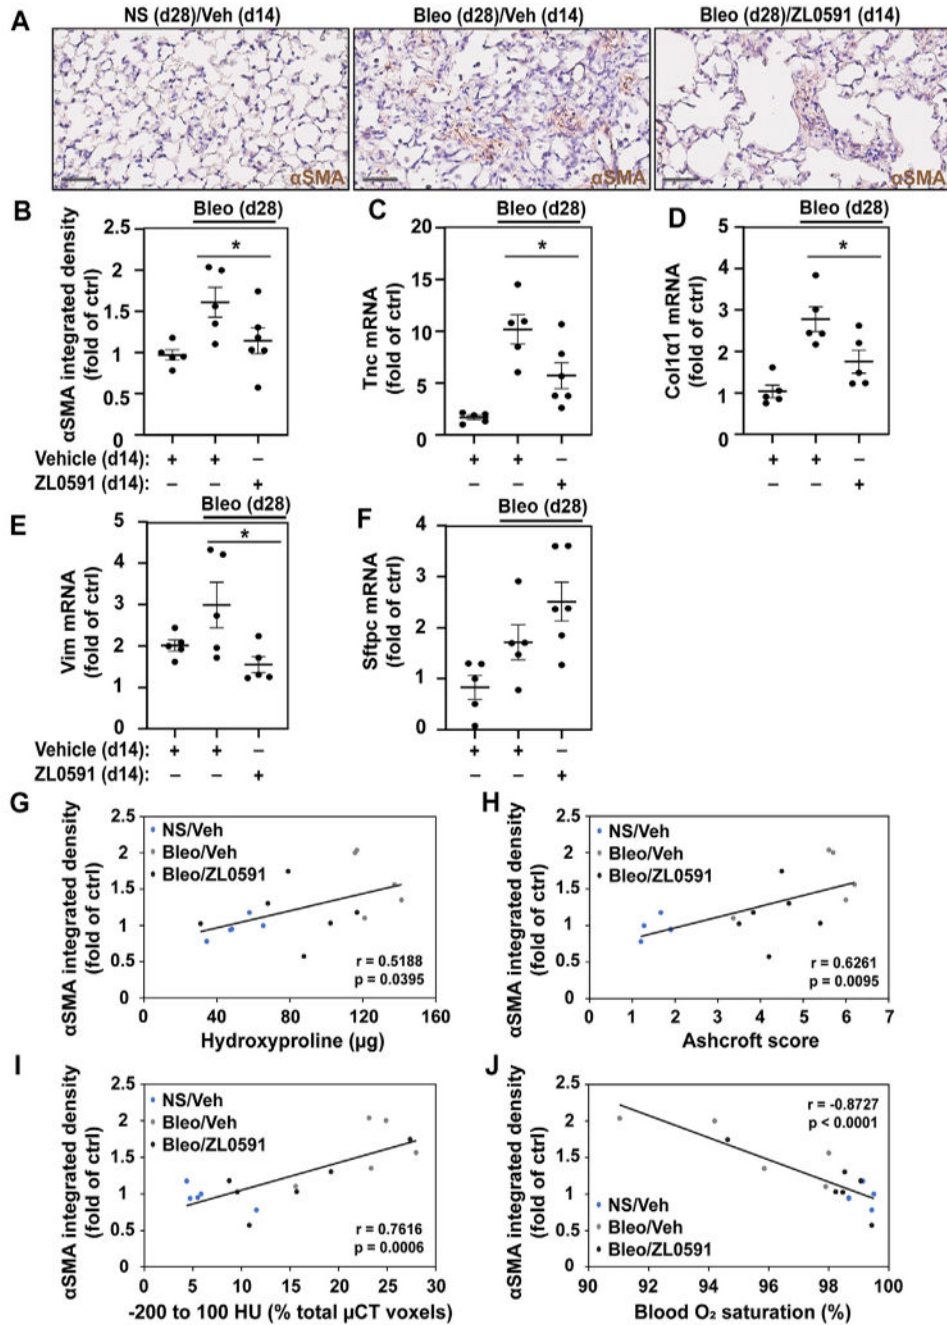 A
NS (d28)/Veh (d14)
Bleo (d28)/Veh (d14)
Bleo (d28)/ZL0591 (d14)
αSMA
αSMA
αSMA
B
Bleo (d28)
αSMA integrated density
(fold of ctrl)
2.5
2
1.5
1
0.5
0
*
Vehicle (d14): + + –
ZL0591 (d14): – – +
C
Bleo (d28)
Tnc mRNA
(fold of ctrl)
20
15
10
5
0
*
+ + –
– – +
D
Bleo (d28)
Col1α1 mRNA
(fold of ctrl)
5
4
3
2
1
0
*
+ + –
– – +
E
Bleo (d28)
Vim mRNA
(fold of ctrl)
5
4
3
2
1
0
*
Vehicle (d14): + + –
ZL0591 (d14): – – +
F
Bleo (d28)
Sftpc mRNA
(fold of ctrl)
4
3
2
1
0
+ + –
– – +
G
αSMA integrated density
(fold of ctrl)
2.5
2
1.5
1
0.5
0
NS/Veh
Bleo/Veh
Bleo/ZL0591
r = 0.5188
p = 0.0395
0 40 80 120 160
Hydroxyproline (µg)
H
αSMA integrated density
(fold of ctrl)
2.5
2
1.5
1
0.5
0
NS/Veh
Bleo/Veh
Bleo/ZL0591
r = 0.6261
p = 0.0095
0 1 2 3 4 5 6 7
Ashcroft score
I
αSMA integrated density
(fold of ctrl)
2.5
2
1.5
1
0.5
0
NS/Veh
Bleo/Veh
Bleo/ZL0591
r = 0.7616
p = 0.0006
0 5 10 15 20 25 30
-200 to 100 HU (% total µCT voxels)
J
αSMA integrated density
(fold of ctrl)
2.5
2
1.5
1
0.5
0
r = -0.8727
p < 0.0001
NS/Veh
Bleo/Veh
Bleo/ZL0591
90 92 94 96 98 100
Blood O₂ saturation (%)